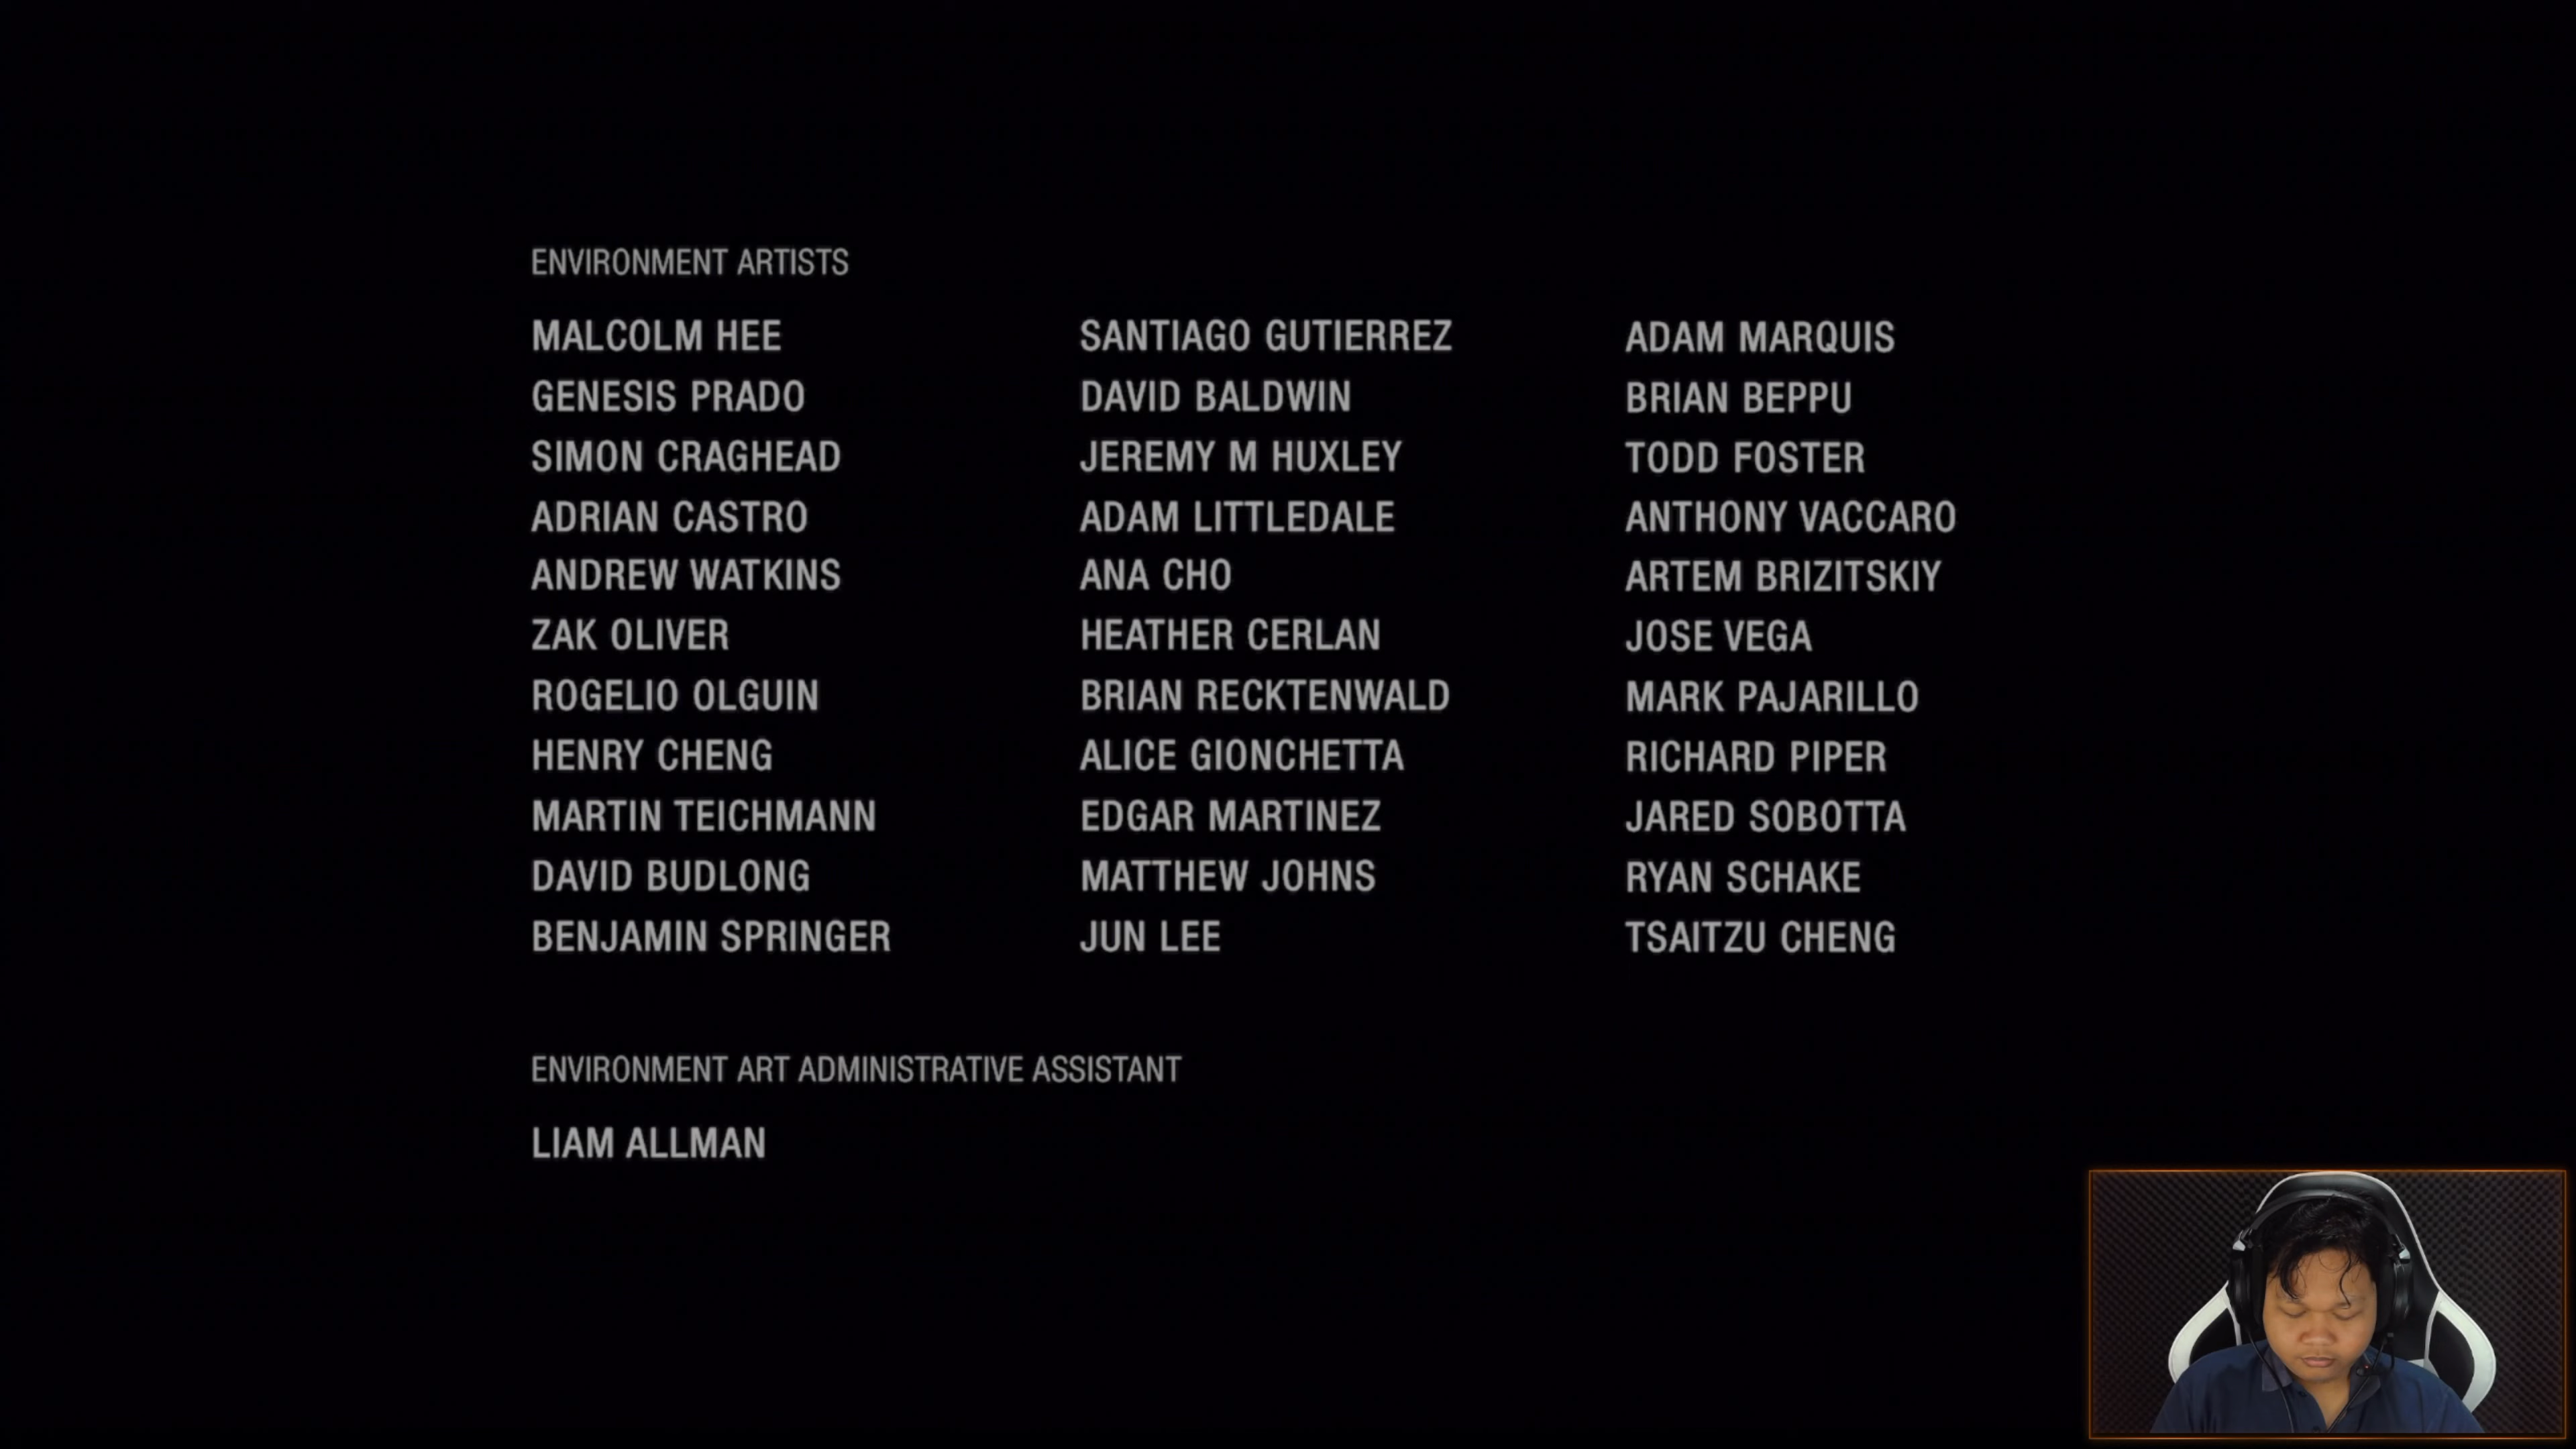 ENVIRONMENT ARTISTS
MALCOLM HEE
GENESIS PRADO
SIMON CRAGHEAD
ADRIAN CASTRO
ANDREW WATKINS
ZAK OLIVER
ROGELIO OLGUIN
HENRY CHENG
MARTIN TEICHMANN
DAVID BUDLONG
BENJAMIN SPRINGER
SANTIAGO GUTIERREZ
DAVID BALDWIN
JEREMY M HUXLEY
ADAM LITTLEDALE
ANA CHO
HEATHER CERLAN
BRIAN RECKTENWALD
ALICE GIONCHETTA
EDGAR MARTINEZ
MATTHEW JOHNS
JUN LEE
ADAM MARQUIS
BRIAN BEPPU
TODD FOSTER
ANTHONY VACCARO
ARTEM BRIZITSKIY
JOSE VEGA
MARK PAJARILLO
RICHARD PIPER
JARED SOBOTTA
RYAN SCHAKE
TSAITZU CHENG
ENVIRONMENT ART ADMINISTRATIVE ASSISTANT
LIAM ALLMAN